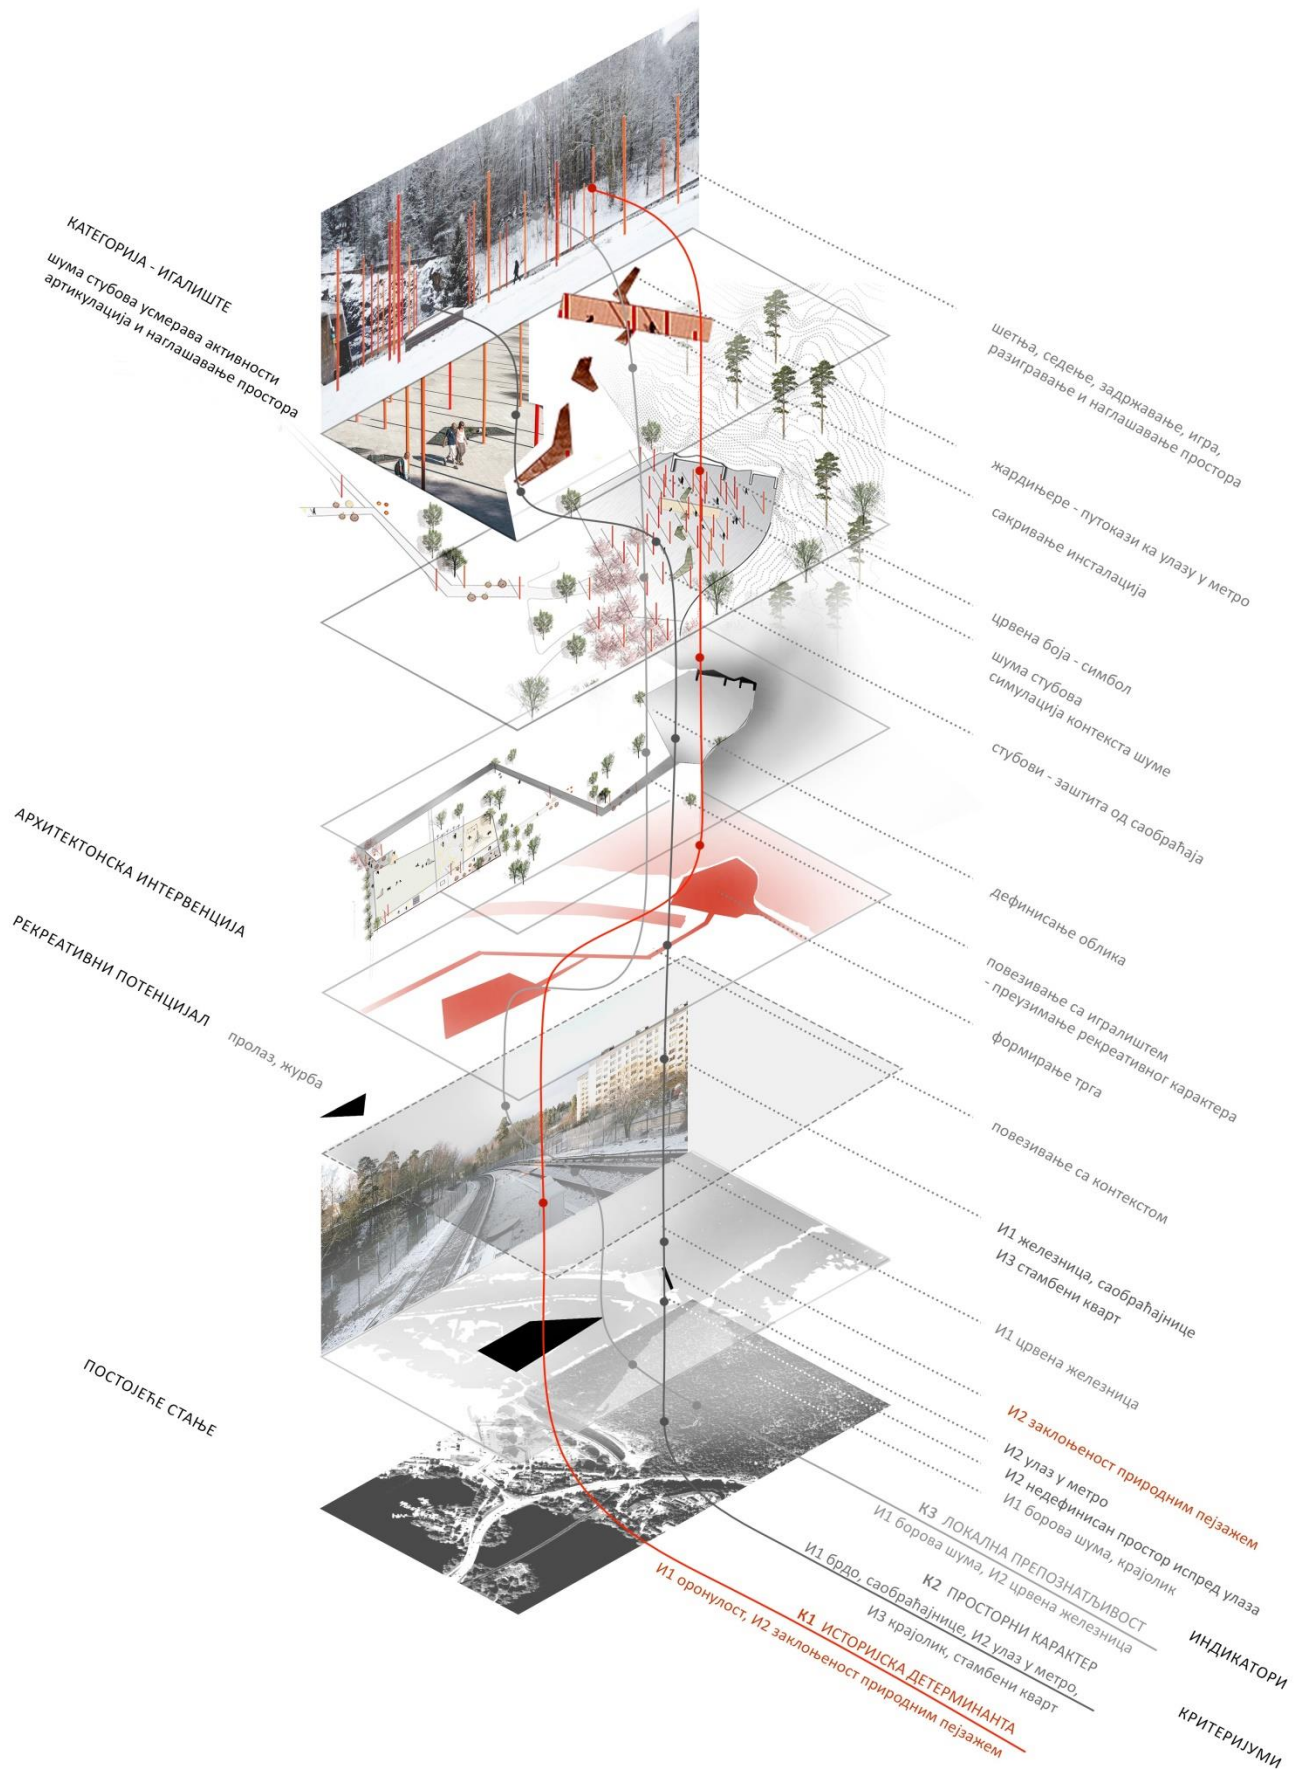 КАТЕГОРИЈА - ИГАЛИШТЕ
шума стубова усмерава активности
артикулација и наглашавање простора
шетња, седење, задржавање, игра,
разигравање и наглашавање простора
жардињере - путокази ка улазу у метро
сакривање инсталација
црвена боја - симбол
шума стубова
симулација контекста шуме
стубови - заштита од саобраћаја
АРХИТЕКТОНСКА ИНТЕРВЕНЦИЈА
дефинисање облика
РЕКРЕАТИВНИ ПОТЕНЦИЈАЛ
пролаз, журба
повезивање са игралиштем
- преузимање рекреативног карактера
формирање трга
повезивање са контекстом
И1 железница, саобраћајнице
И3 стамбени кварт
И1 црвена железница
ПОСТОЈЕЋЕ СТАЊЕ
И2 заклоњеност природним пејзажем
И2 улаз у метро
И2 недефинисан простор испред улаза
И1 борова шума, крајолик
К3 ЛОКАЛНА ПРЕПОЗНАТЉИВОСТ
И1 борова шума, И2 црвена железница
К2 ПРОСТОРНИ КАРАКТЕР
И1 брдо, саобраћајнице, И2 улаз у метро,
И3 крајолик, стамбени кварт
К1 ИСТОРИЈСКА ДЕТЕРМИНАНТА
И1 оронулост, И2 заклоњеност природним пејзажем
ИНДИКАТОРИ
КРИТЕРИЈУМИ